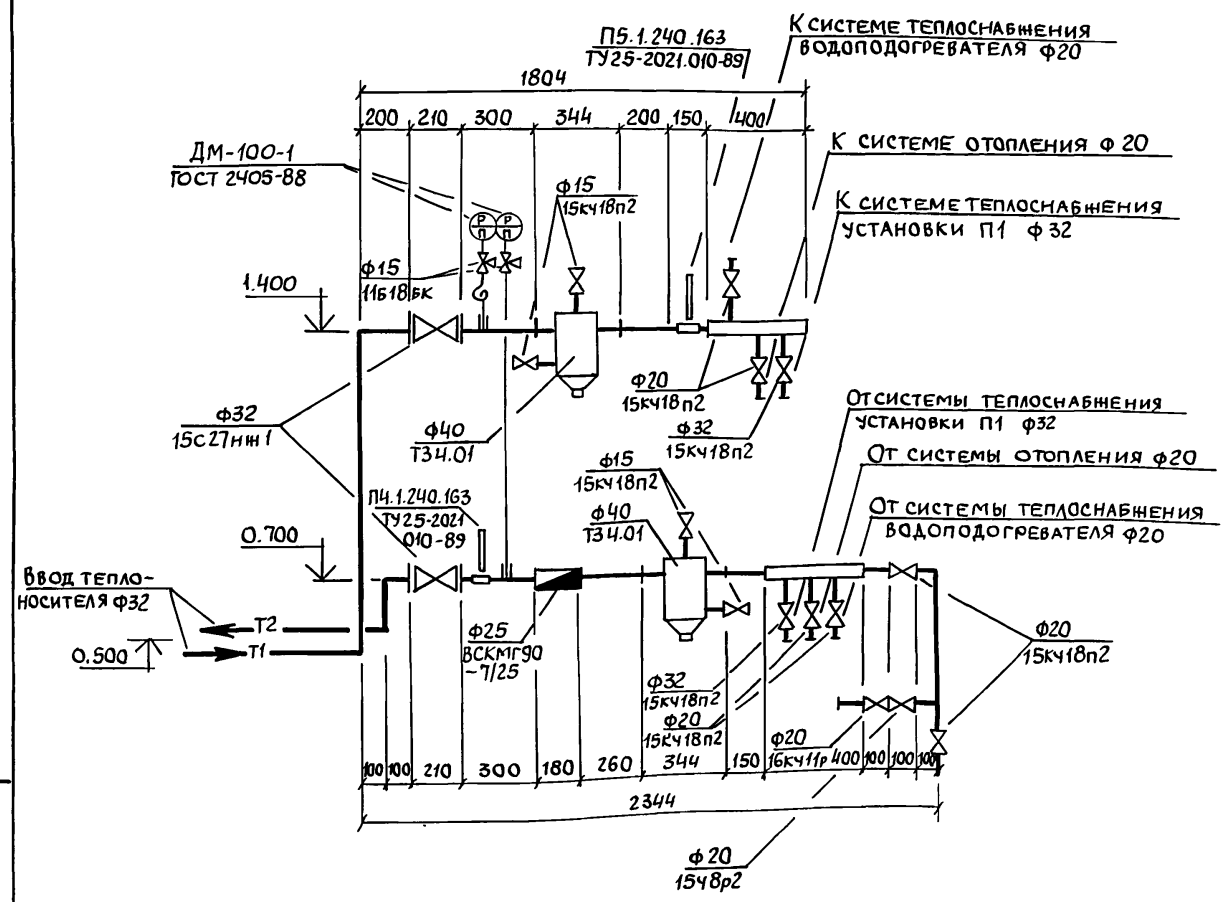 П5.1.240.163
ТУ25-2021.010-89
К СИСТЕМЕ ТЕПЛОСНАБЖЕНИЯ
ВОДОПОДОГРЕВАТЕЛЯ Ф20
1804
200 210 300 344 200 150 400
К СИСТЕМЕ ОТОПЛЕНИЯ Ф 20
ДМ-100-1
ГОСТ 2405-88
Ф15
15КЧ18П2
К СИСТЕМЕ ТЕПЛОСНАБЖЕНИЯ
УСТАНОВКИ П1 Ф32
Р
П
Р
П
Ф15
11Б18БК
1.400
Ф20
15КЧ18П2
Ф32
15КЧ18П2
Ф32
15С27НЖ1
Ф40
ТЗ4.01
ОТ СИСТЕМЫ ТЕПЛОСНАБЖЕНИЯ
УСТАНОВКИ П1 Ф32
ОТ СИСТЕМЫ ОТОПЛЕНИЯ Ф20
Ф15
15КЧ18П2
П4.1.240.163
ТУ25-2021
010-89
Ф40
ТЗ4.01
ОТ СИСТЕМЫ ТЕПЛОСНАБЖЕНИЯ
ВОДОПОДОГРЕВАТЕЛЯ Ф20
0.700
ВВОД ТЕПЛО-
НОСИТЕЛЯ Ф32
Т2
Т1
0.500
Ф25
ВСКМГ90
-7/25
Ф20
15КЧ18П2
Ф32
15КЧ18П2
Ф20
15КЧ18П2
Ф20
16КЧ11Р
100 100 210 300 180 260 344 150 400 100 100 100
2344
Ф20
15Ч8Р2